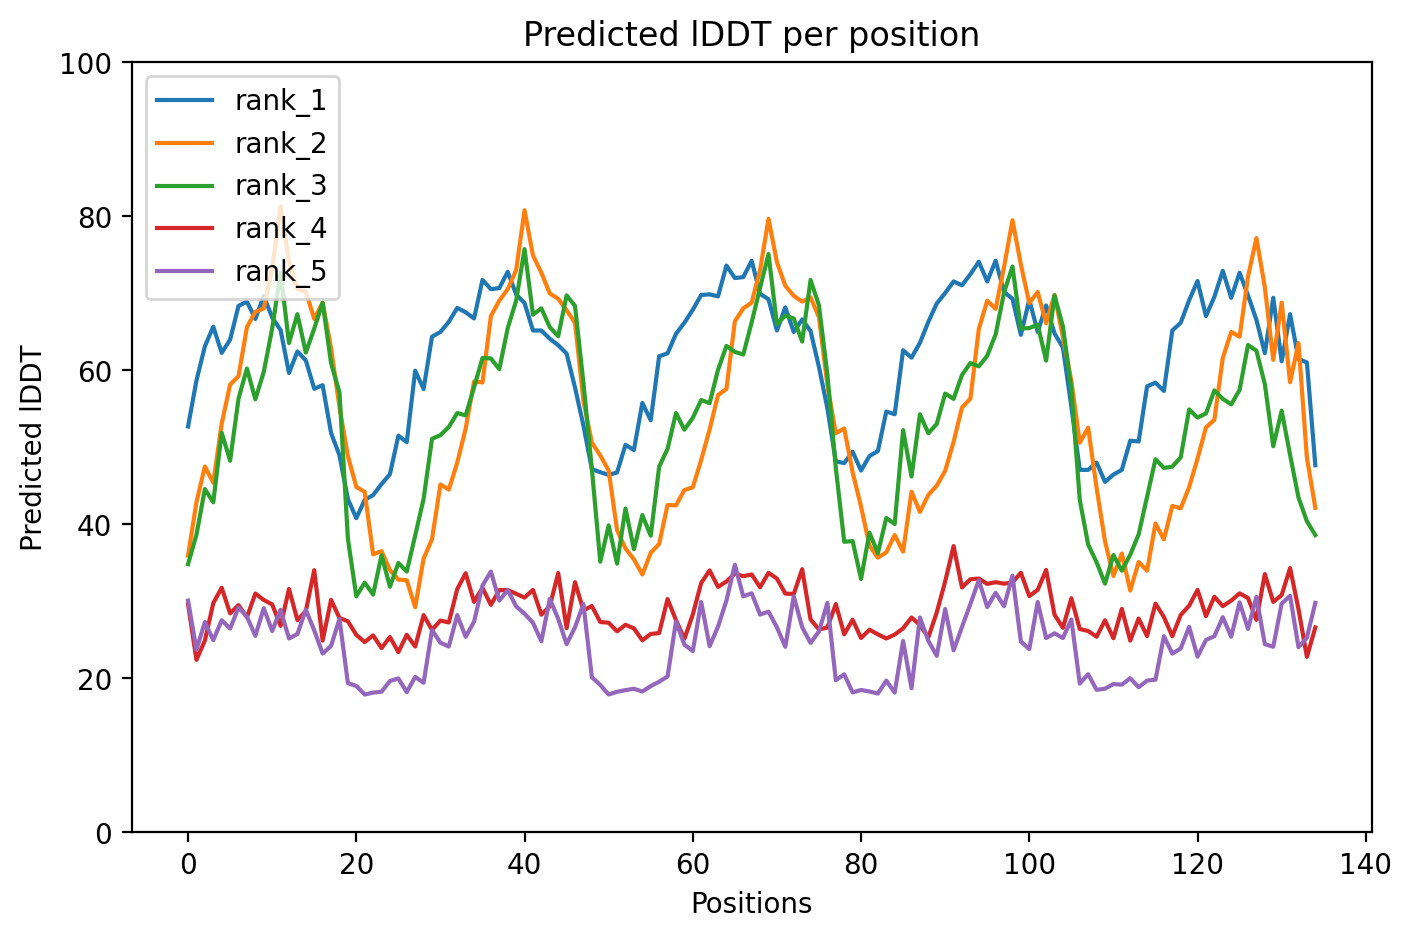 Predicted lDDT per position
100
80
60
40
20
0
Predicted lDDT
rank_1
rank_2
rank_3
rank_4
rank_5
0 20 40 60 80 100 120 140
Positions